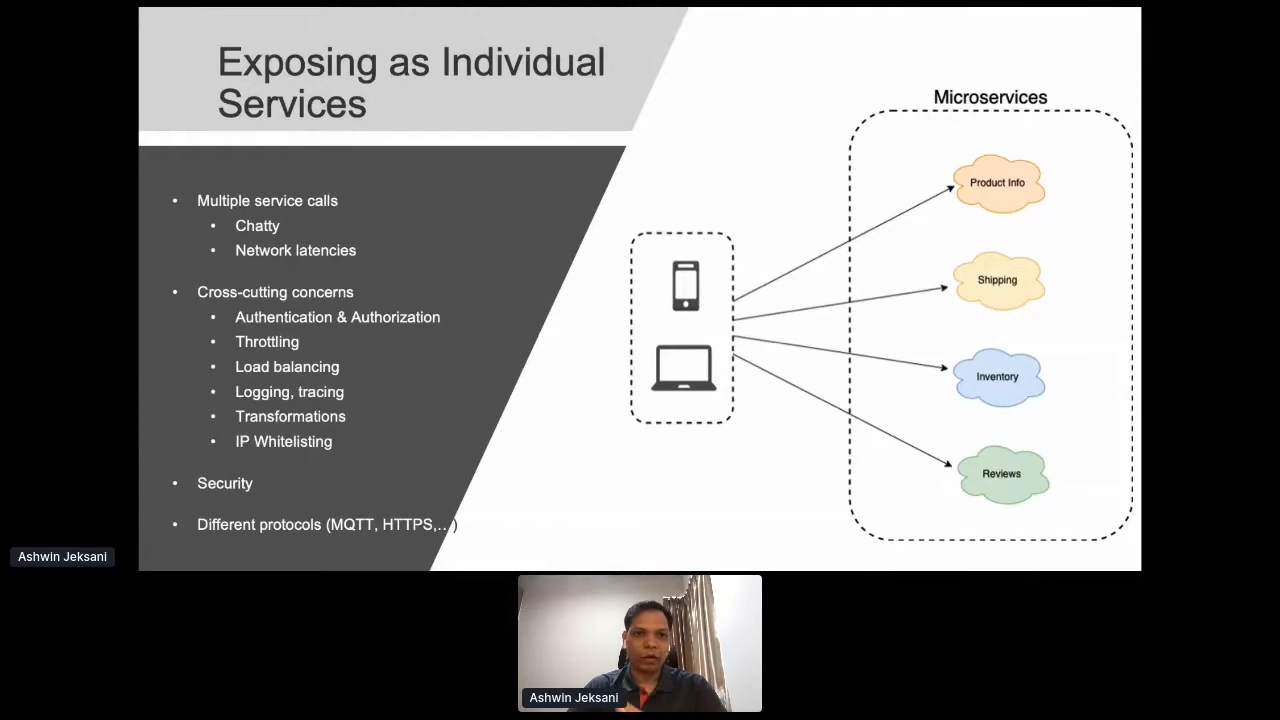 Exposing as Individual
Services
Multiple service calls
Chatty
Network latencies
Cross-cutting concerns
Authentication & Authorization
Throttling
Load balancing
Logging, tracing
Transformations
IP Whitelisting
Security
Different protocols (MQTT, HTTPS,...)
Microservices
Product Info
Shipping
Inventory
Reviews
Ashwin Jeksani
Ashwin Jeksani